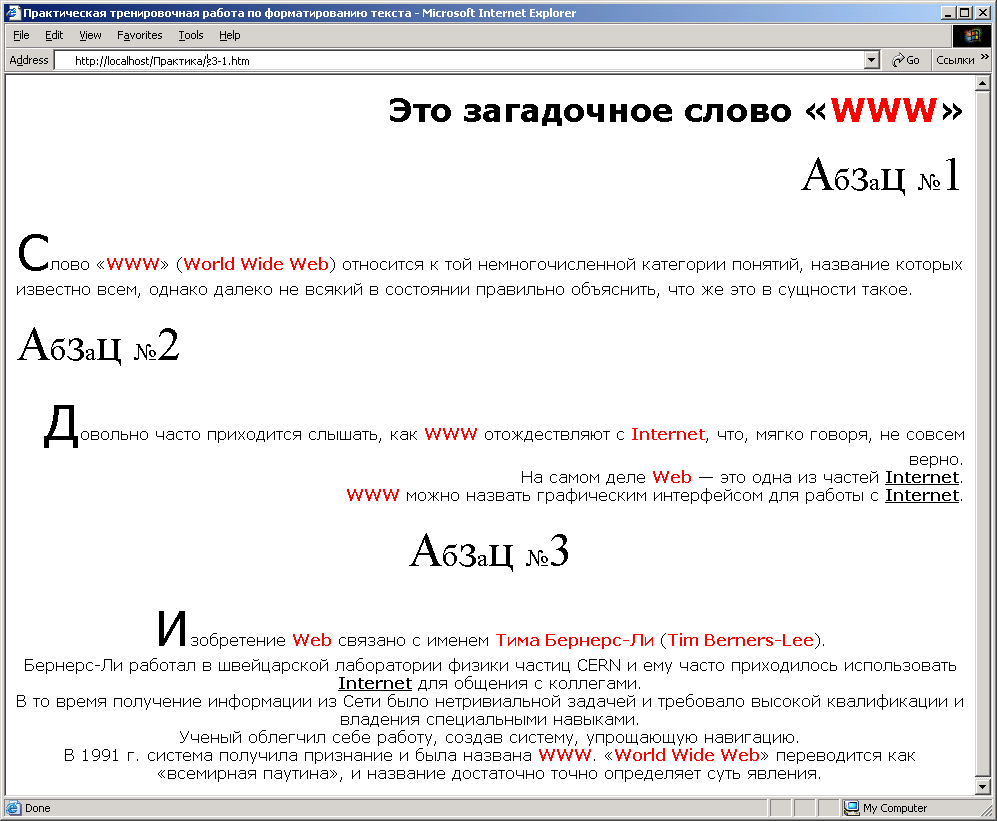 Практическая тренировочная работа по форматированию текста - Microsoft Internet Explorer
File Edit View Favorites Tools Help
Address http://localhost/Практика/з3-1.htm Go Ссылки »
Это загадочное слово «WWW»
Абзац №1
Слово «WWW» (World Wide Web) относится к той немногочисленной категории понятий, название которых
известно всем, однако далеко не всякий в состоянии правильно объяснить, что же это в сущности такое.
Абзац №2
Довольно часто приходится слышать, как WWW отождествляют с Internet, что, мягко говоря, не совсем
верно.
На самом деле Web — это одна из частей Internet.
WWW можно назвать графическим интерфейсом для работы с Internet.
Абзац №3
Изобретение Web связано с именем Тима Бернерс-Ли (Tim Berners-Lee).
Бернерс-Ли работал в швейцарской лаборатории физики частиц CERN и ему часто приходилось использовать
Internet для общения с коллегами.
В то время получение информации из Сети было нетривиальной задачей и требовало высокой квалификации и
владения специальными навыками.
Ученый облегчил себе работу, создав систему, упрощающую навигацию.
В 1991 г. система получила признание и была названа WWW. «World Wide Web» переводится как
«всемирная паутина», и название достаточно точно определяет суть явления.
Done My Computer